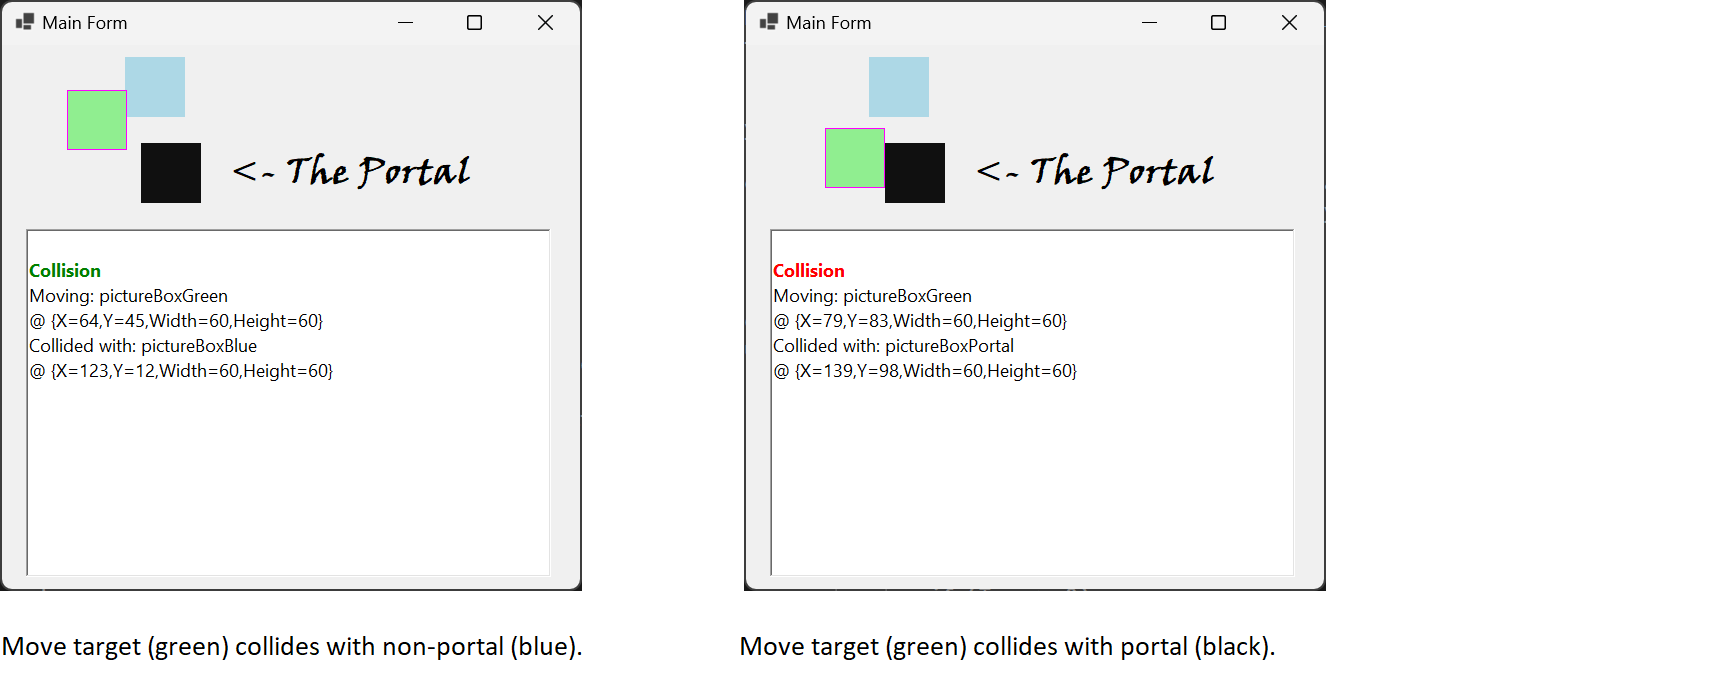 Main Form
<- The Portal
Collision
Moving: pictureBoxGreen
@ {X=64,Y=45,Width=60,Height=60}
Collided with: pictureBoxBlue
@ {X=123,Y=12,Width=60,Height=60}
Move target (green) collides with non-portal (blue).
Main Form
<- The Portal
Collision
Moving: pictureBoxGreen
@ {X=79,Y=83,Width=60,Height=60}
Collided with: pictureBoxPortal
@ {X=139,Y=98,Width=60,Height=60}
Move target (green) collides with portal (black).